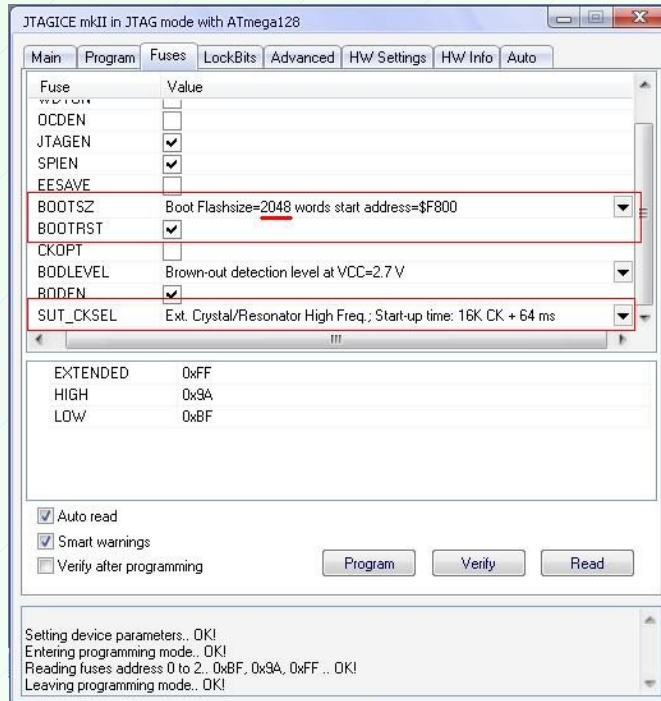 JTAGICE mkII in JTAG mode with ATmega128
Main Program Fuses LockBits Advanced HW Settings HW Info Auto
Fuse Value
WDTON
OCDEN
JTAGEN
SPIEN
EESAVE
BOOTSZ Boot Flashsize=2048 words start address=$F800
BOOTRST
CKOPT
BODLEVEL Brown-out detection level at VCC=2.7 V
BODEN
SUT_CKSEL Ext. Crystal/Resonator High Freq.; Start-up time: 16K CK + 64 ms
EXTENDED 0xFF
HIGH 0x9A
LOW 0xBF
Auto read
Smart warnings
Verify after programming
Program Verify Read
Setting device parameters.. OK!
Entering programming mode.. OK!
Reading fuses address 0 to 2.. 0xBF, 0x9A, 0xFF .. OK!
Leaving programming mode.. OK!